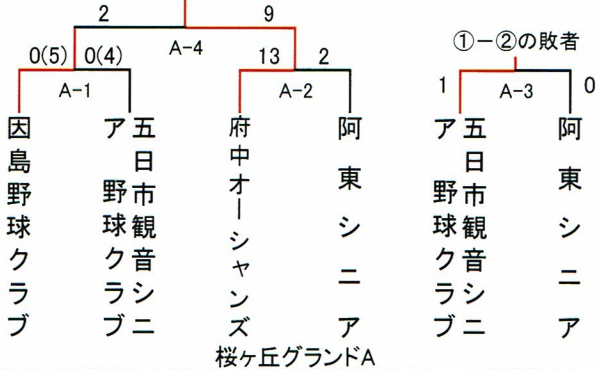 2
9
A-4
0(5)
0(4)
13
2
①－②の敗者
A-1
A-2
1
A-3
0
因島野球クラブ
五日市観音シニ
ア　野球クラブ
府中オーシャンズ
阿東シニア
五日市観音シニ
ア　野球クラブ
阿東シニア
桜ヶ丘グランドA